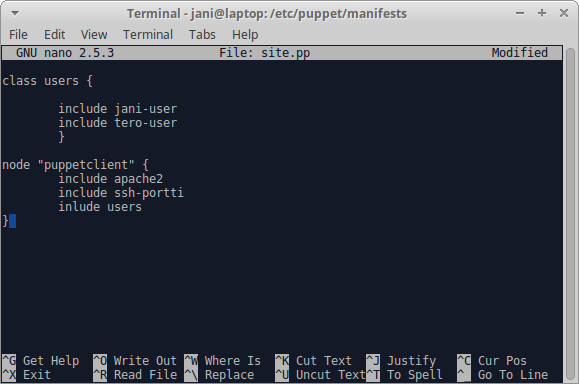 Terminal - jani@laptop: /etc/puppet/manifests
File Edit View Terminal Tabs Help
GNU nano 2.5.3 File: site.pp Modified
class users {
include jani-user
include tero-user
}
node "puppetclient" {
include apache2
include ssh-portti
inlude users
}
^G Get Help ^O Write Out ^W Where Is ^K Cut Text ^J Justify ^C Cur Pos
^X Exit ^R Read File ^\ Replace ^U Uncut Text ^T To Spell ^_ Go To Line